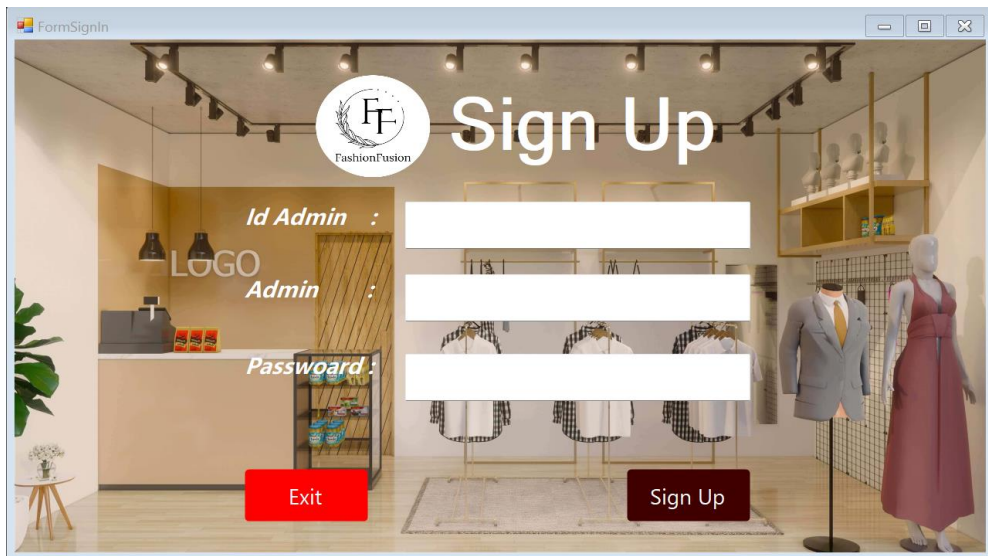 FormSignIn
FF
FashionFusion
Sign Up
Id Admin :
LOGO
Admin :
Passwoard :
Exit
Sign Up